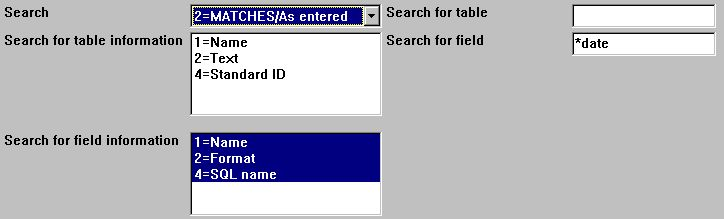 Search 2=MATCHES/As entered Search for table
Search for table information 1=Name Search for field *date
2=Text
4=Standard ID
Search for field information 1=Name
2=Format
4=SQL name